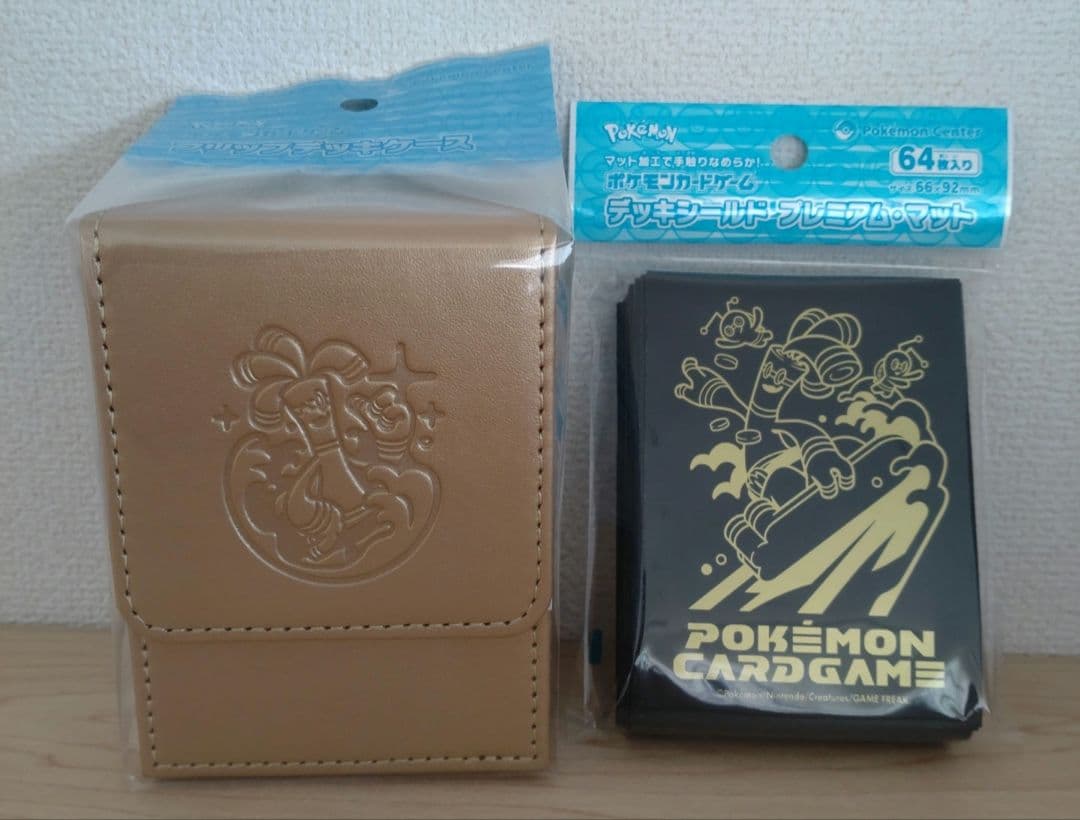 フリップデッキケース
POKÉMON
Pokémon Center
マット加工で手触りなめらか!
64枚入り
ポケモンカードゲーム
サイズ 66×92mm
デッキシールド・プレミアム・マット
POKÉMON
CARD GAME
©Pokémon/Nintendo/Creatures/GAME FREAK